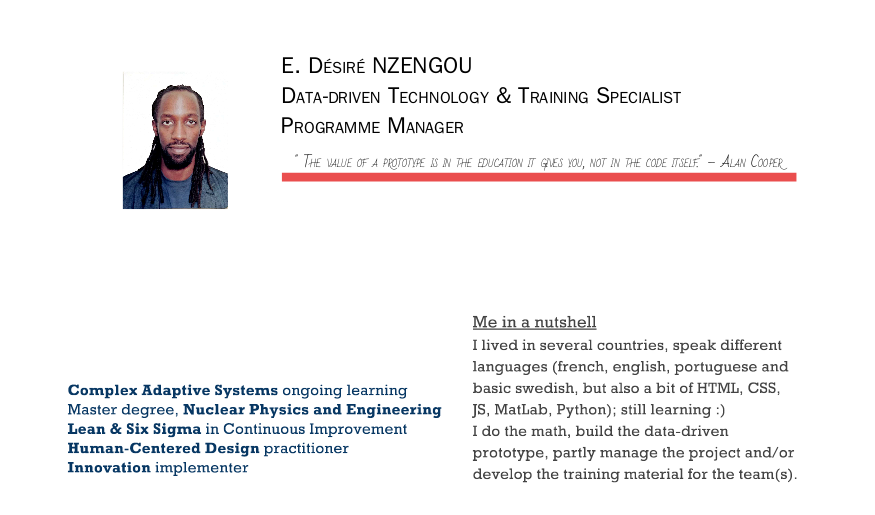 E. Désiré NZENGOU
Data-driven Technology & Training Specialist
Programme Manager
" The value of a prototype is in the education it gives you, not in the code itself." – Alan Cooper
Complex Adaptive Systems ongoing learning
Master degree, Nuclear Physics and Engineering
Lean & Six Sigma in Continuous Improvement
Human-Centered Design practitioner
Innovation implementer
Me in a nutshell
I lived in several countries, speak different
languages (french, english, portuguese and
basic swedish, but also a bit of HTML, CSS,
JS, MatLab, Python); still learning :)
I do the math, build the data-driven
prototype, partly manage the project and/or
develop the training material for the team(s).